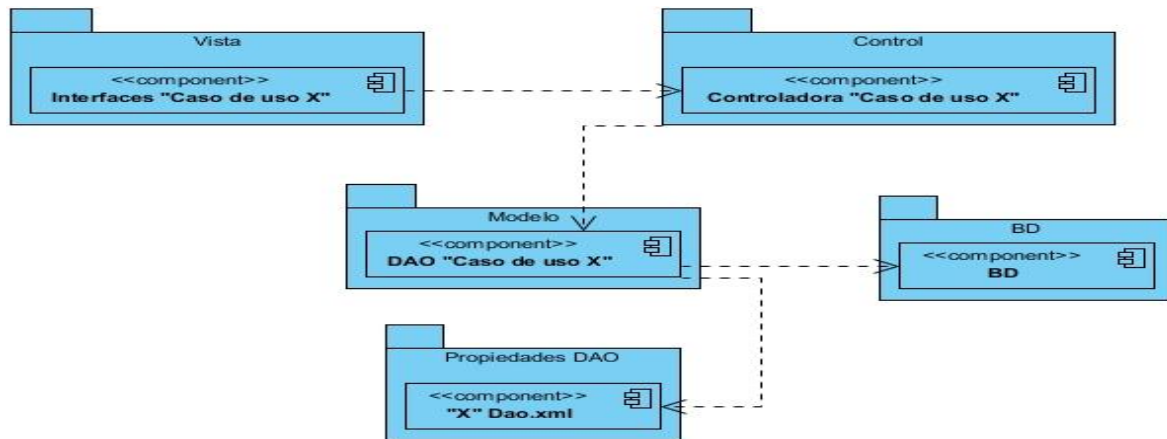 Vista
<<component>>
Interfaces "Caso de uso X"
Control
<<component>>
Controladora "Caso de uso X"
Modelo
<<component>>
DAO "Caso de uso X"
BD
<<component>>
BD
Propiedades DAO
<<component>>
"X" Dao.xml